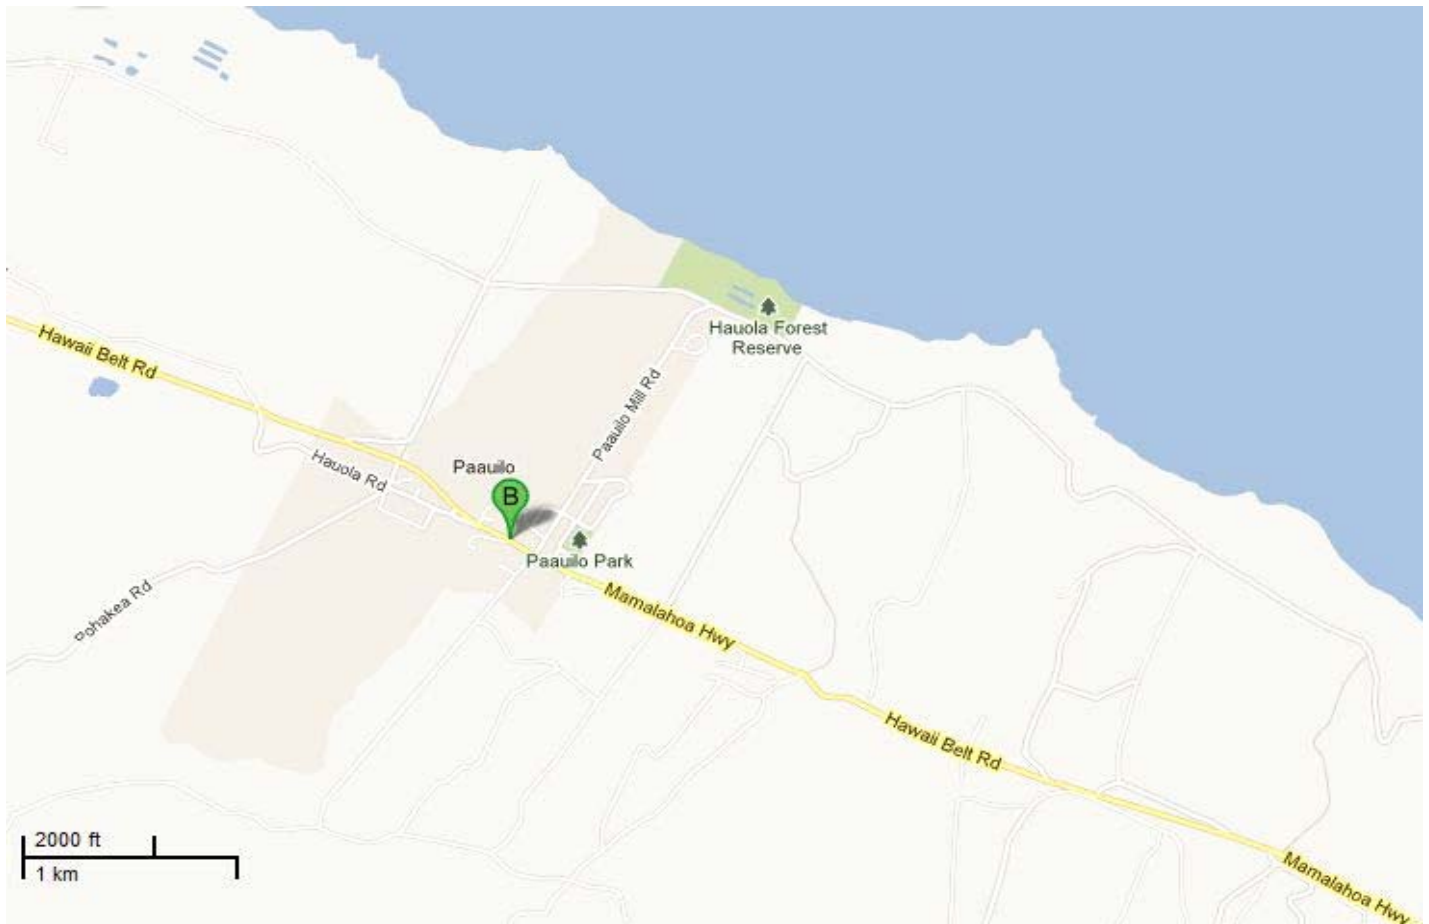 Hauola Forest
Reserve
Hawaii Belt Rd
Paauilo Mill Rd
Hauola Rd
Paauilo
B
Paauilo Park
Pohakea Rd
Mamalahoa Hwy
Hawaii Belt Rd
2000 ft
1 km
Mamalahoa Hwy